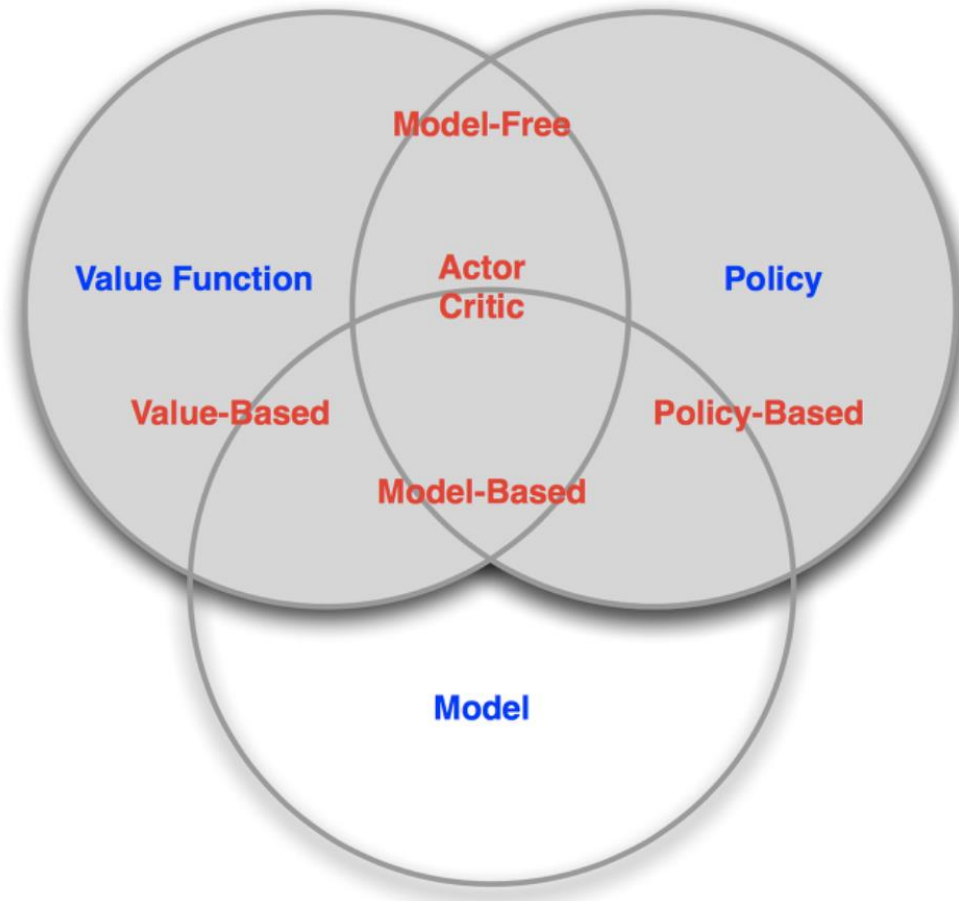 Model-Free
Actor
Critic
Value Function
Policy
Value-Based
Policy-Based
Model-Based
Model